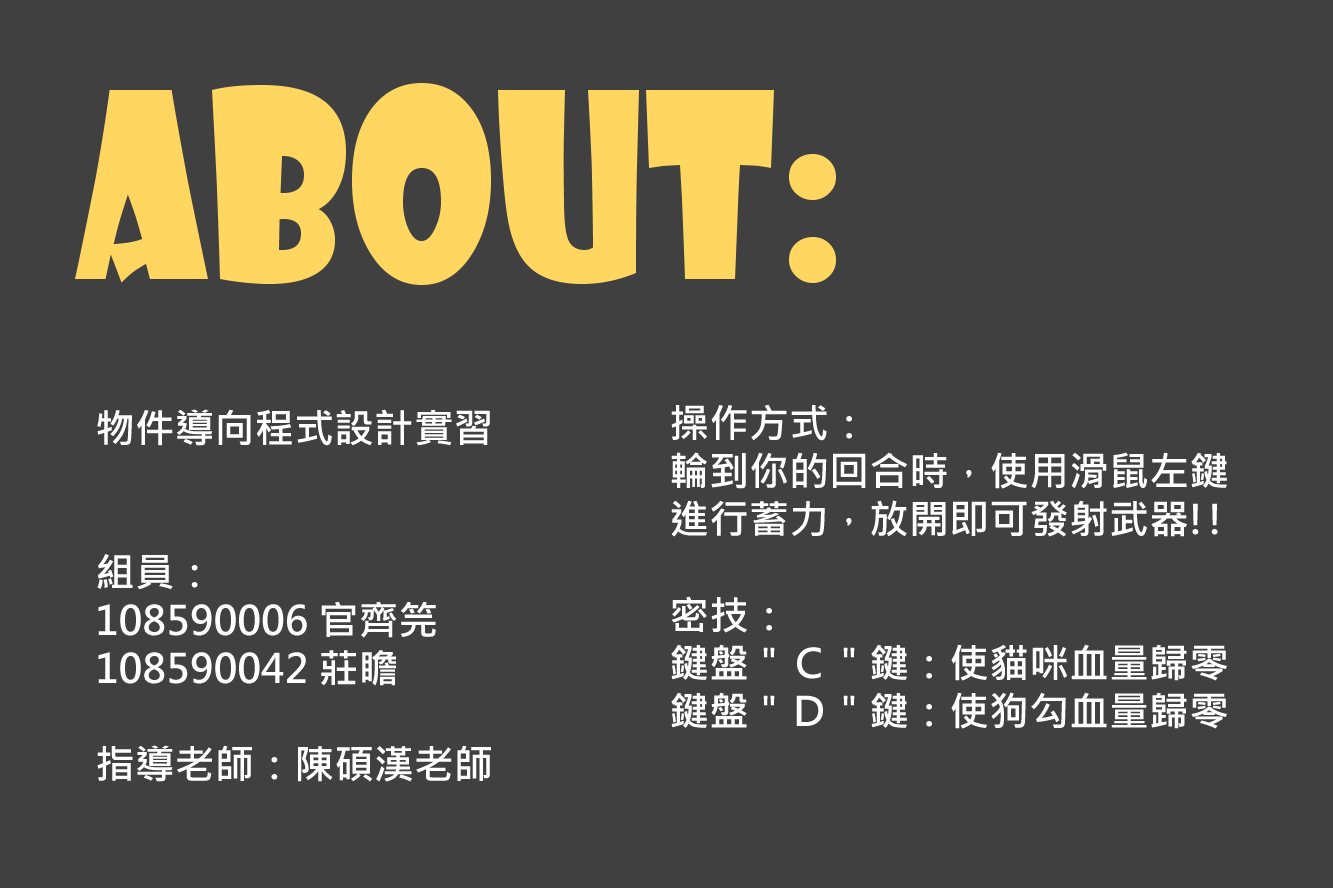 ABOUT:
物件導向程式設計實習
組員：
108590006 官齊筦
108590042 莊瞻
指導老師：陳碩漢老師
操作方式：
輪到你的回合時，使用滑鼠左鍵
進行蓄力，放開即可發射武器!!
密技：
鍵盤＂Ｃ＂鍵：使貓咪血量歸零
鍵盤＂Ｄ＂鍵：使狗勾血量歸零